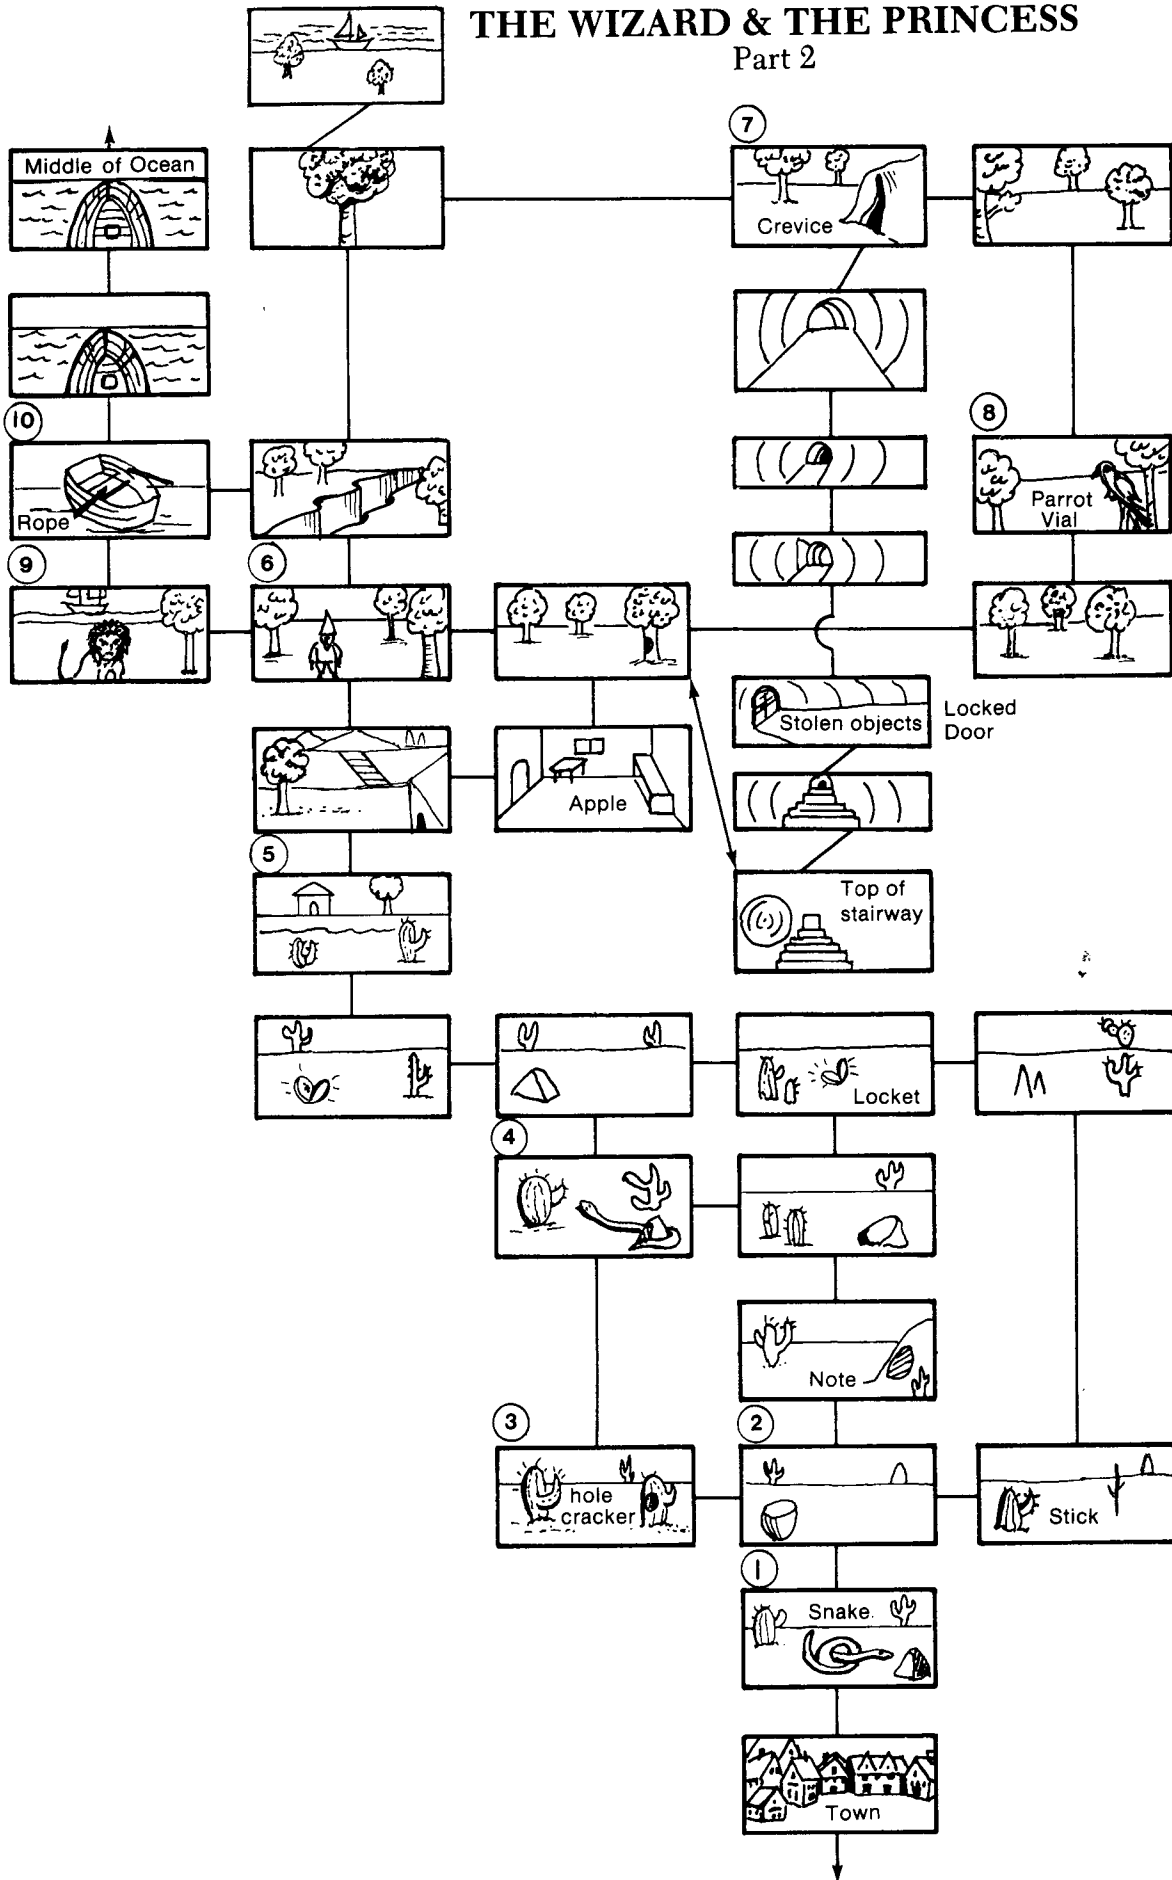 THE WIZARD & THE PRINCESS
Part 2
7
Middle of Ocean
Crevice
10
8
Rope
Parrot
Vial
9
6
Stolen objects
Locked
Door
Apple
5
Top of
stairway
Locket
4
Note
3
2
hole
cracker
Stick
1
Snake
Town